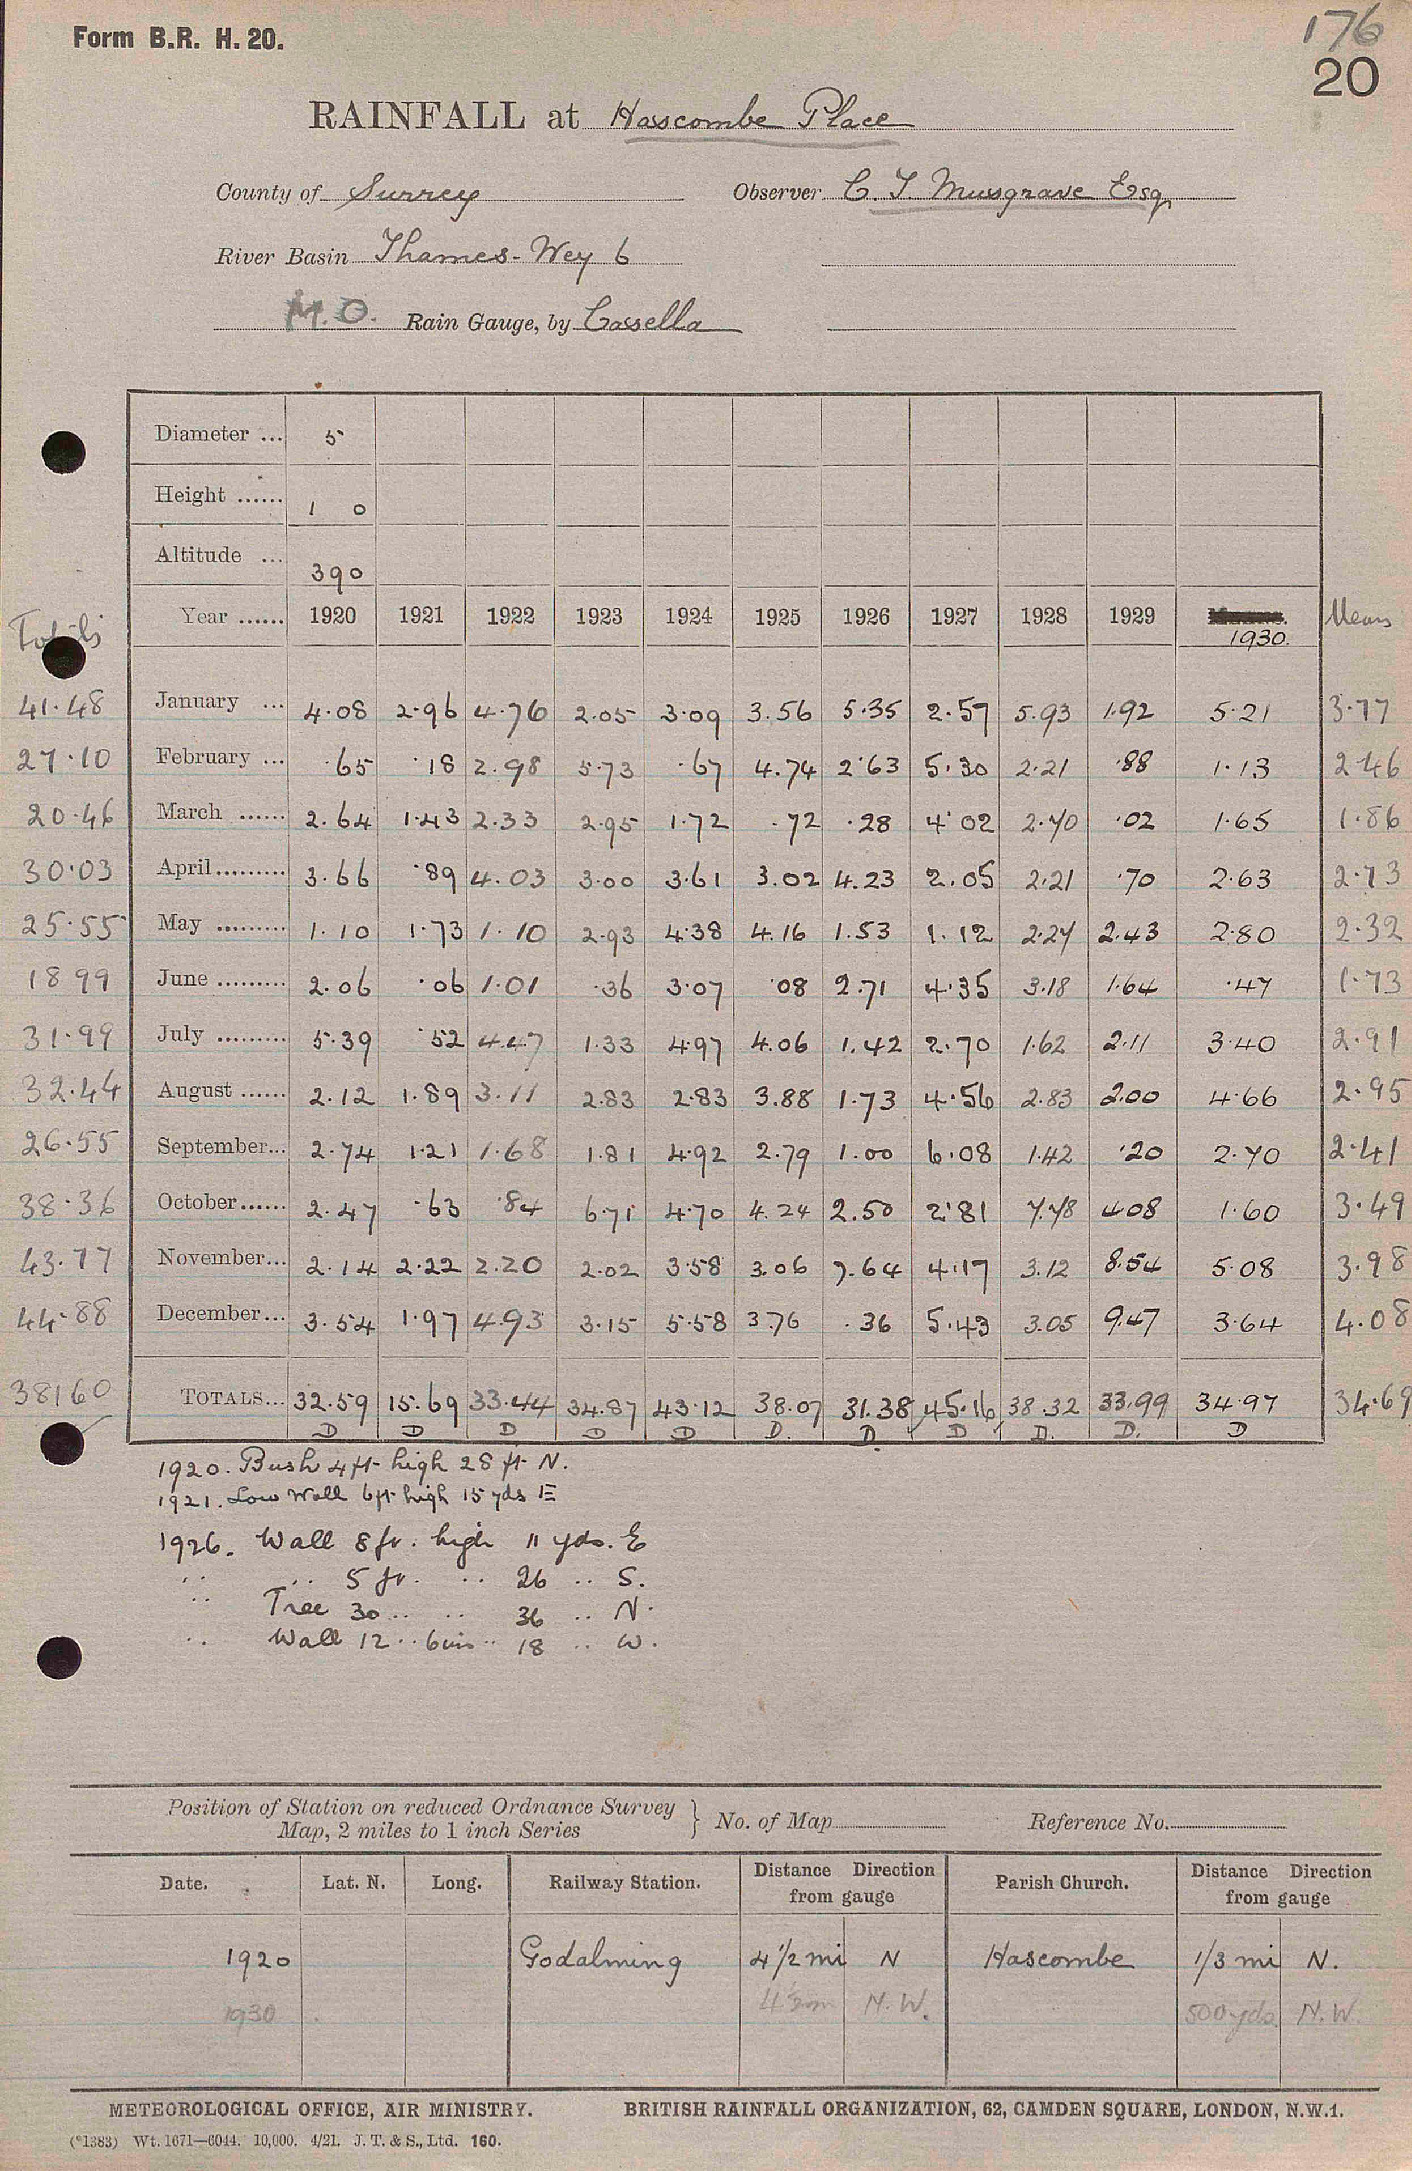 Form B.R. H. 20.
176
20
RAINFALL at Hascombe Place
County of Surrey Observer C. T. Musgrave Esq
River Basin Thames - Wey 6
M.O. Rain Gauge, by Cassella
Diameter ... 5
Height ...... 1 0
Altitude ... 390
Totals Year ...... 1920 1921 1922 1923 1924 1925 1926 1927 1928 1929 1930. Mean
41.48 January ... 4.08 2.96 4.76 2.05 3.09 3.56 5.35 2.57 5.93 1.92 5.21 3.77
27.10 February ... .65 .18 2.98 5.73 .67 4.74 2.63 5.30 2.21 .88 1.13 2.46
20.46 March ...... 2.64 1.43 2.33 2.95 1.72 .72 .28 4.02 2.70 .02 1.65 1.86
30.03 April ......... 3.66 .89 4.03 3.00 3.61 3.02 4.23 2.05 2.21 .70 2.63 2.73
25.55 May ......... 1.10 1.73 1.10 2.93 4.38 4.16 1.53 1.12 2.27 2.43 2.80 2.32
18 99 June ......... 2.06 .06 1.01 .36 3.07 .08 2.71 4.35 3.18 1.64 .47 1.73
31.99 July ......... 5.39 .52 4.47 1.33 4.97 4.06 1.42 2.70 1.62 2.11 3.40 2.91
32.44 August ...... 2.12 1.89 3.11 2.83 2.83 3.88 1.73 4.56 2.83 2.00 4.66 2.95
26.55 September... 2.74 1.21 1.68 1.81 4.92 2.79 1.00 6.08 1.42 .20 2.70 2.41
38.36 October...... 2.47 .63 .84 6.71 4.70 4.24 2.50 2.81 7.78 4.08 1.60 3.49
43.77 November... 2.14 2.22 2.20 2.02 3.58 3.06 7.64 4.17 3.12 8.54 5.08 3.98
44.88 December... 3.54 1.97 4.93 3.15 5.58 3.76 .36 5.43 3.05 9.47 3.64 4.08
381 60 TOTALS... 32.59 15.69 33.44 34.87 43.12 38.07 31.38 45.16 38.32 33.99 34.97 34.69
D D D D D D. D D D. D. D
1920. Bush 4 ft high 28 ft N.
1921. Low Wall 6 ft high 15 yds E
1926. Wall 8 ft. high 11 yds. E
.. .. 5 ft. .. 26 .. S.
.. Tree 30 .. .. 36 .. N.
.. Wall 12 .. 6 ins .. 18 .. W.
Position of Station on reduced Ordnance Survey
Map, 2 miles to 1 inch Series } No. of Map Reference No.
Date. Lat. N. Long. Railway Station. Distance Direction from gauge Parish Church. Distance Direction from gauge
1920 Godalming 4 1/2 mi N Hascombe 1/3 mi N.
1930 4 1/2 m N.W. 500 yds. N.W.
METEOROLOGICAL OFFICE, AIR MINISTRY. BRITISH RAINFALL ORGANIZATION, 62, CAMDEN SQUARE, LONDON, N.W.1.
(*1383) Wt. 1671—6044. 10,000. 4/21. J. T. & S., Ltd. 160.